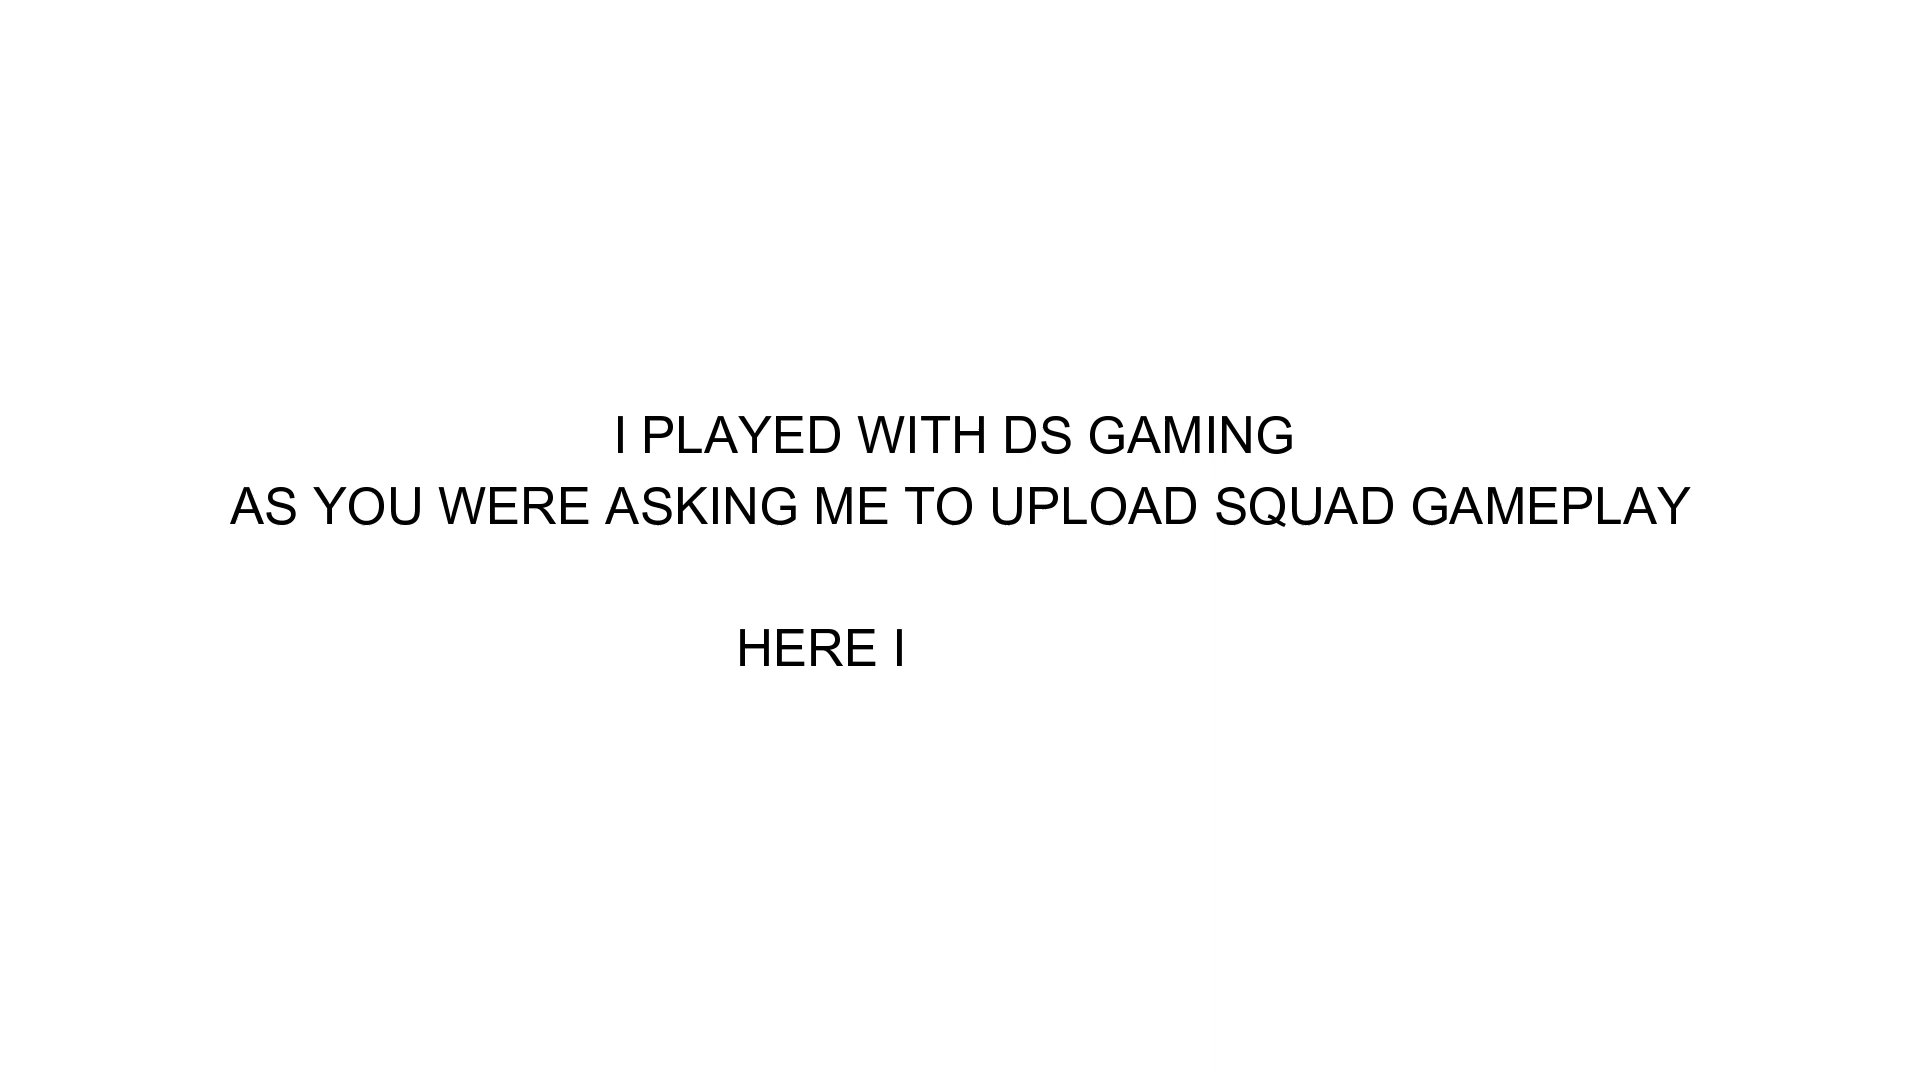 I PLAYED WITH DS GAMING
AS YOU WERE ASKING ME TO UPLOAD SQUAD GAMEPLAY
HERE I